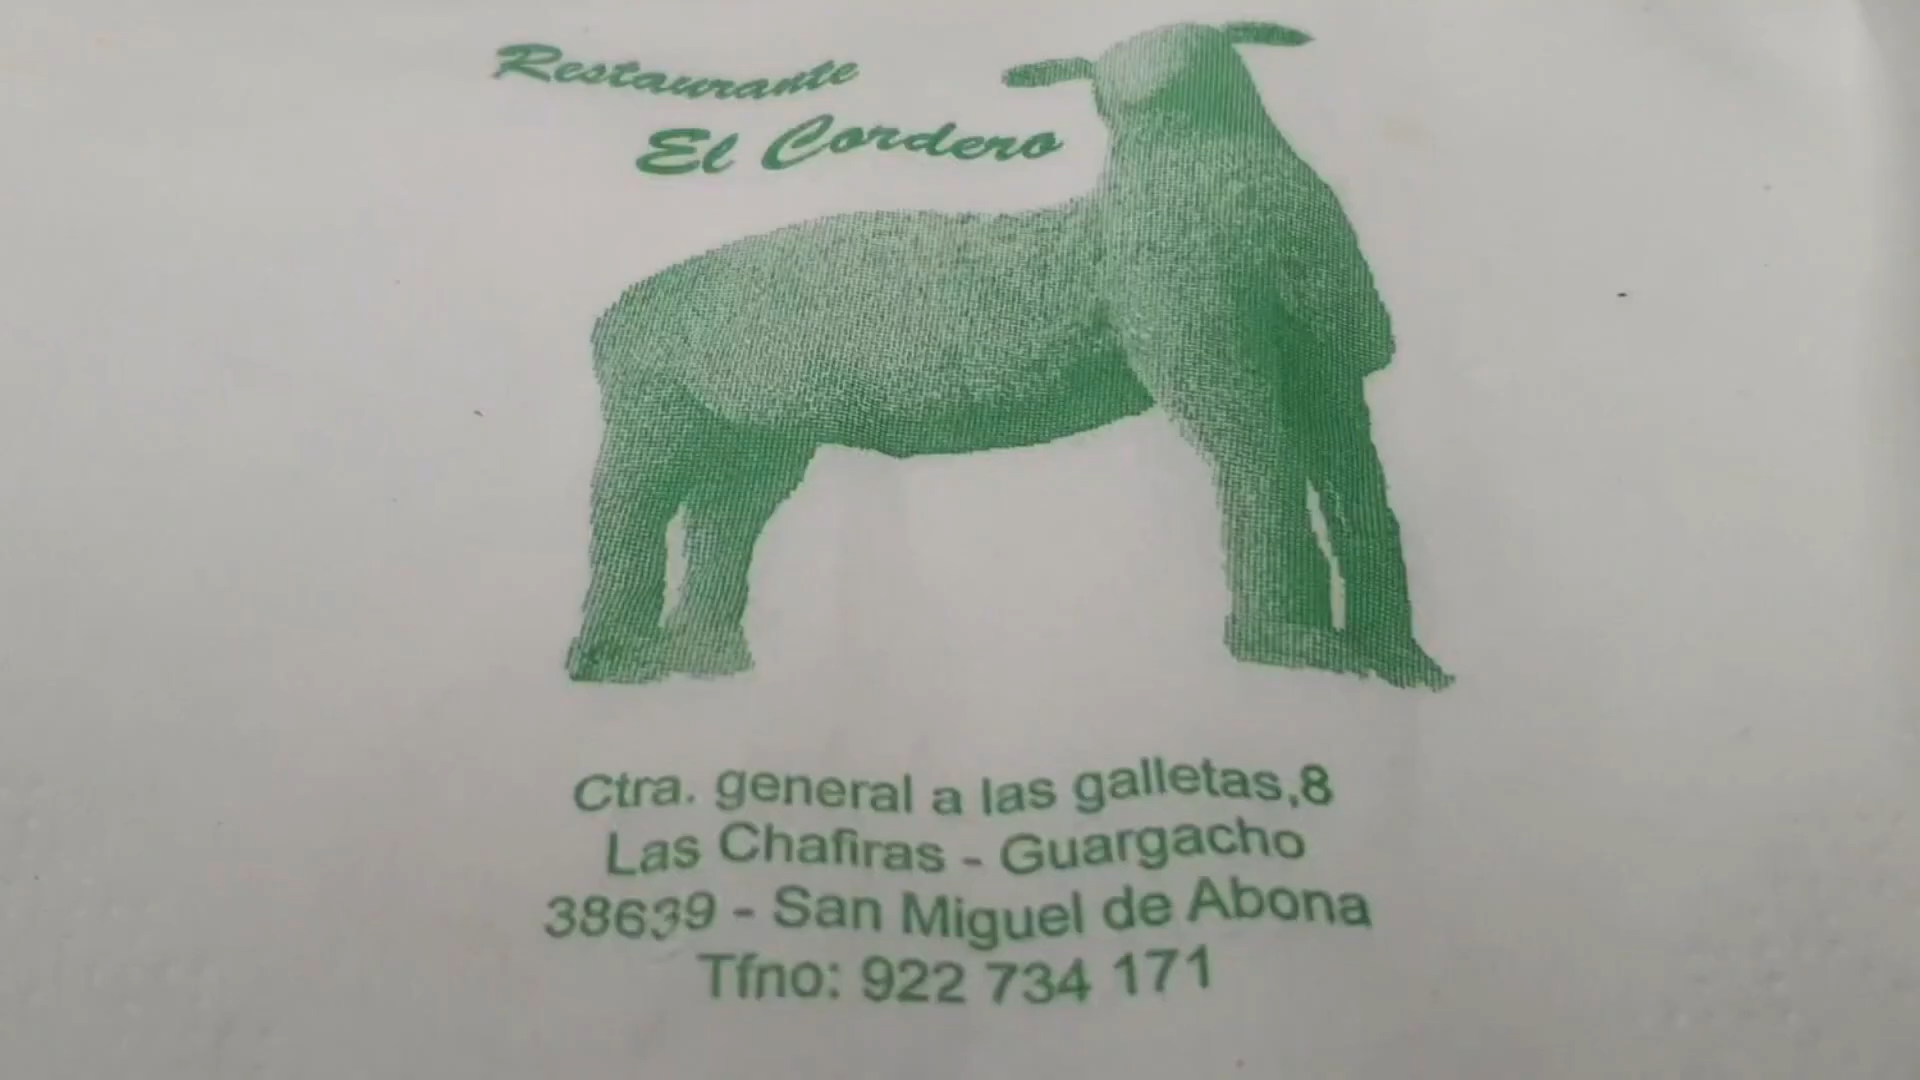 Restaurante
El Cordero
Ctra. general a las galletas,8
Las Chafiras - Guargacho
38639 - San Miguel de Abona
Tfno: 922 734 171